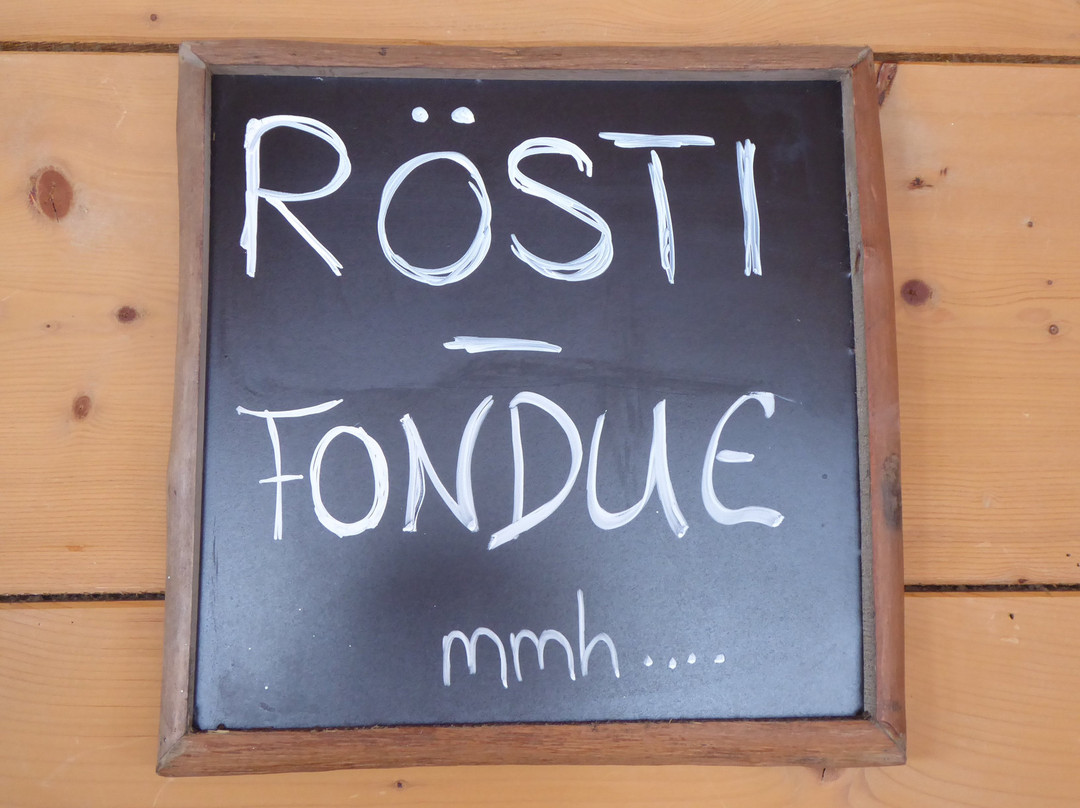 RÖSTI
–
FONDUE
mmh....